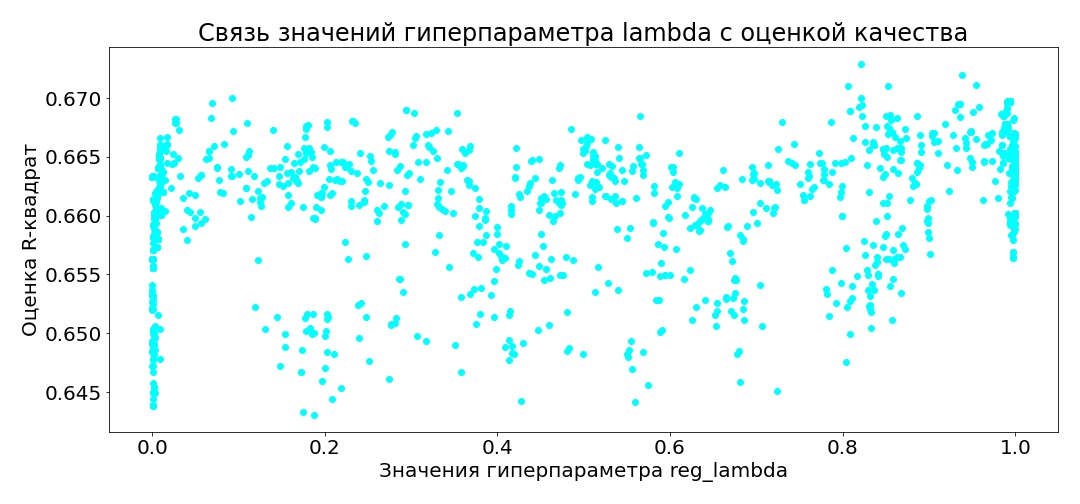 Связь значений гиперпараметра lambda с оценкой качества
Оценка R-квадрат
0.670
0.665
0.660
0.655
0.650
0.645
0.0 0.2 0.4 0.6 0.8 1.0
Значения гиперпараметра reg_lambda